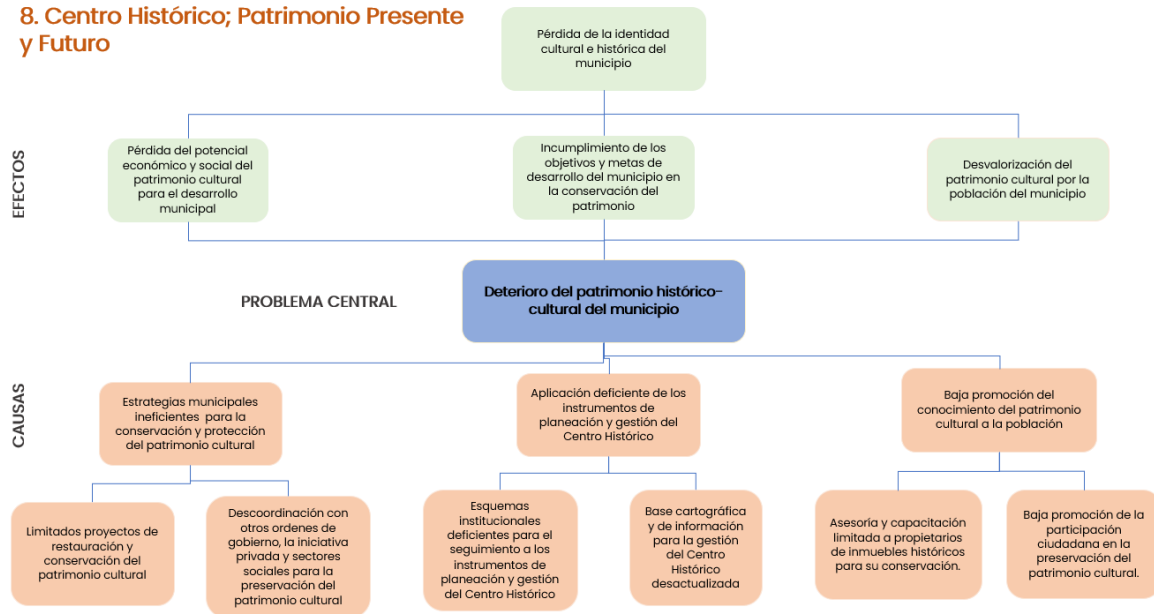 8. Centro Histórico; Patrimonio Presente
y Futuro
Pérdida de la identidad
cultural e histórica del
municipio
EFECTOS
Pérdida del potencial
económico y social del
patrimonio cultural
para el desarrollo
municipal
Incumplimiento de los
objetivos y metas de
desarrollo del municipio en
la conservación del
patrimonio
Desvalorización del
patrimonio cultural por la
población del municipio
PROBLEMA CENTRAL
Deterioro del patrimonio histórico-
cultural del municipio
CAUSAS
Estrategias municipales
ineficientes para la
conservación y protección
del patrimonio cultural
Aplicación deficiente de los
instrumentos de
planeación y gestión del
Centro Histórico
Baja promoción del
conocimiento del patrimonio
cultural a la población
Limitados proyectos de
restauración y
conservación del
patrimonio cultural
Descoordinación con
otros ordenes de
gobierno, la iniciativa
privada y sectores
sociales para la
preservación del
patrimonio cultural
Esquemas
institucionales
deficientes para el
seguimiento a los
instrumentos de
planeación y gestión
del Centro Histórico
Base cartográfica
y de información
para la gestión
del Centro
Histórico
desactualizada
Asesoría y capacitación
limitada a propietarios
de inmuebles históricos
para su conservación.
Baja promoción de la
participación
ciudadana en la
preservación del
patrimonio cultural.